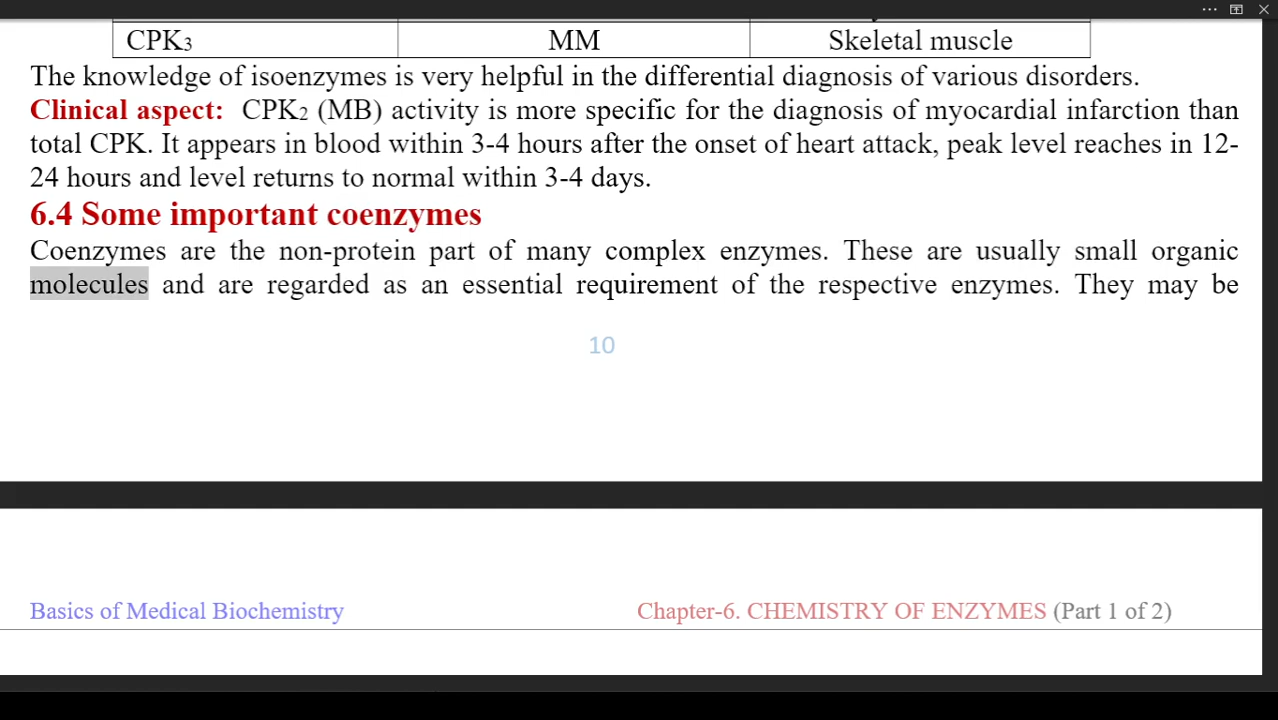 CPK₃ MM Skeletal muscle
The knowledge of isoenzymes is very helpful in the differential diagnosis of various disorders.
Clinical aspect: CPK₂ (MB) activity is more specific for the diagnosis of myocardial infarction than
total CPK. It appears in blood within 3-4 hours after the onset of heart attack, peak level reaches in 12-
24 hours and level returns to normal within 3-4 days.
6.4 Some important coenzymes
Coenzymes are the non-protein part of many complex enzymes. These are usually small organic
molecules and are regarded as an essential requirement of the respective enzymes. They may be
10
Basics of Medical Biochemistry Chapter-6. CHEMISTRY OF ENZYMES (Part 1 of 2)